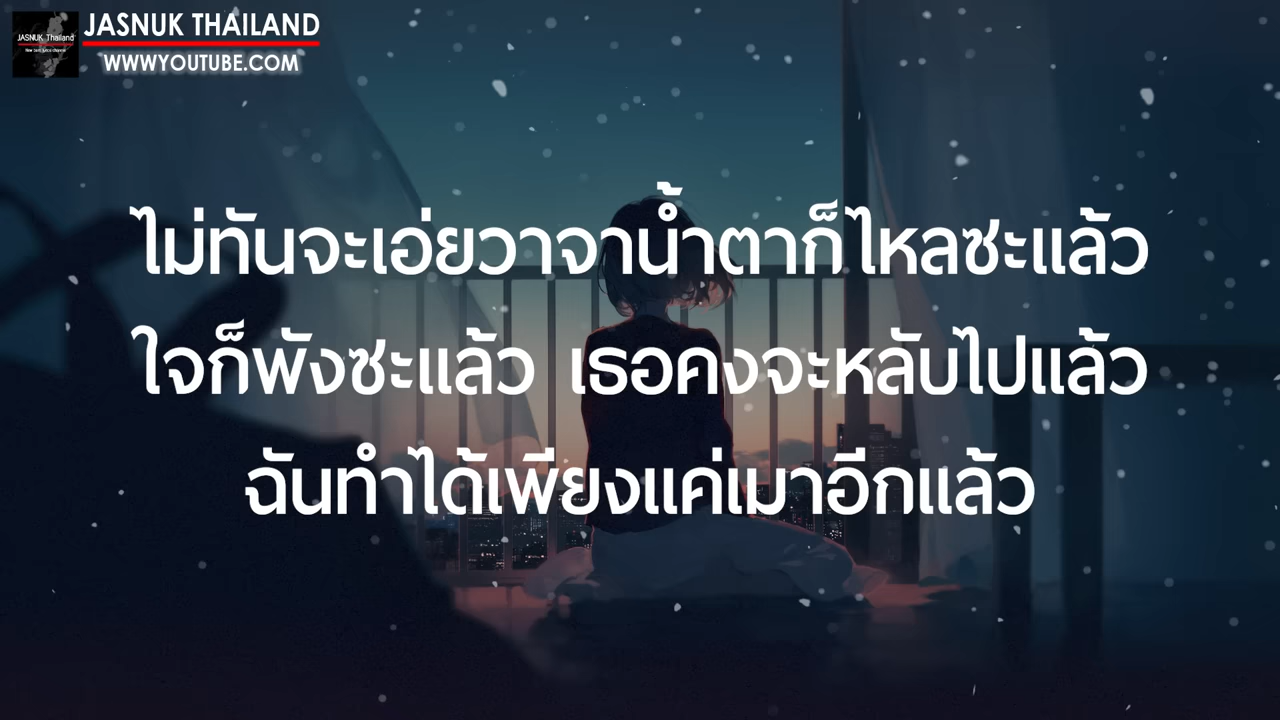 JASNUK THAILAND
WWWYOUTUBE.COM
JASNUK Thailand
ไม่ทันจะเอ่ยวาจาน้ำตาก็ไหลซะแล้ว
ใจก็พังซะแล้ว เธอคงจะหลับไปแล้ว
ฉันทำได้เพียงแค่เมาอีกแล้ว